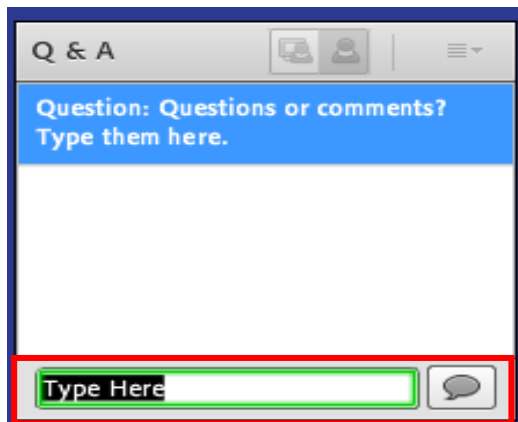 Q & A
Question: Questions or comments?
Type them here.
Type Here